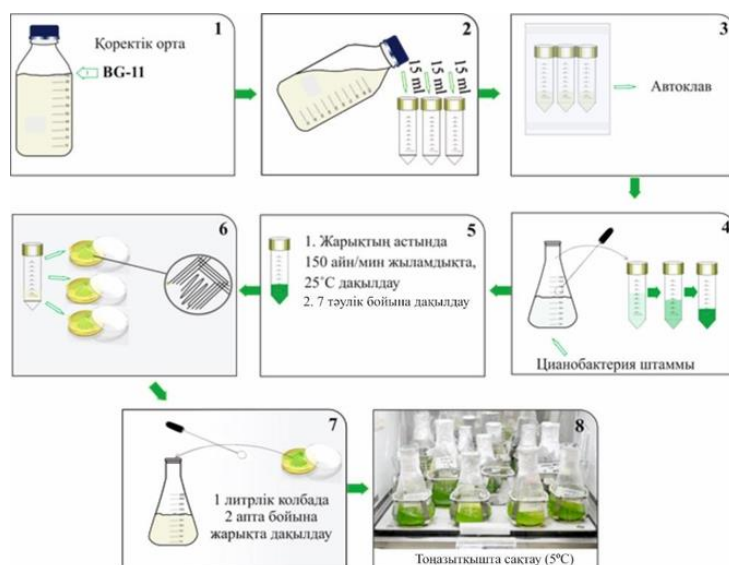 1
Қоректік орта
BG-11
2
15 ml
15 ml
15 ml
3
Автоклав
4
Цианобактерия штаммы
5
1. Жарықтың астында
150 айн/мин жылдамдықта,
25˚С дақылдау
2. 7 тәулік бойына дақылдау
6
7
1 литрлік колбада
2 апта бойына
жарықта дақылдау
8
Тоңазытқышта сақтау (5⁰С)